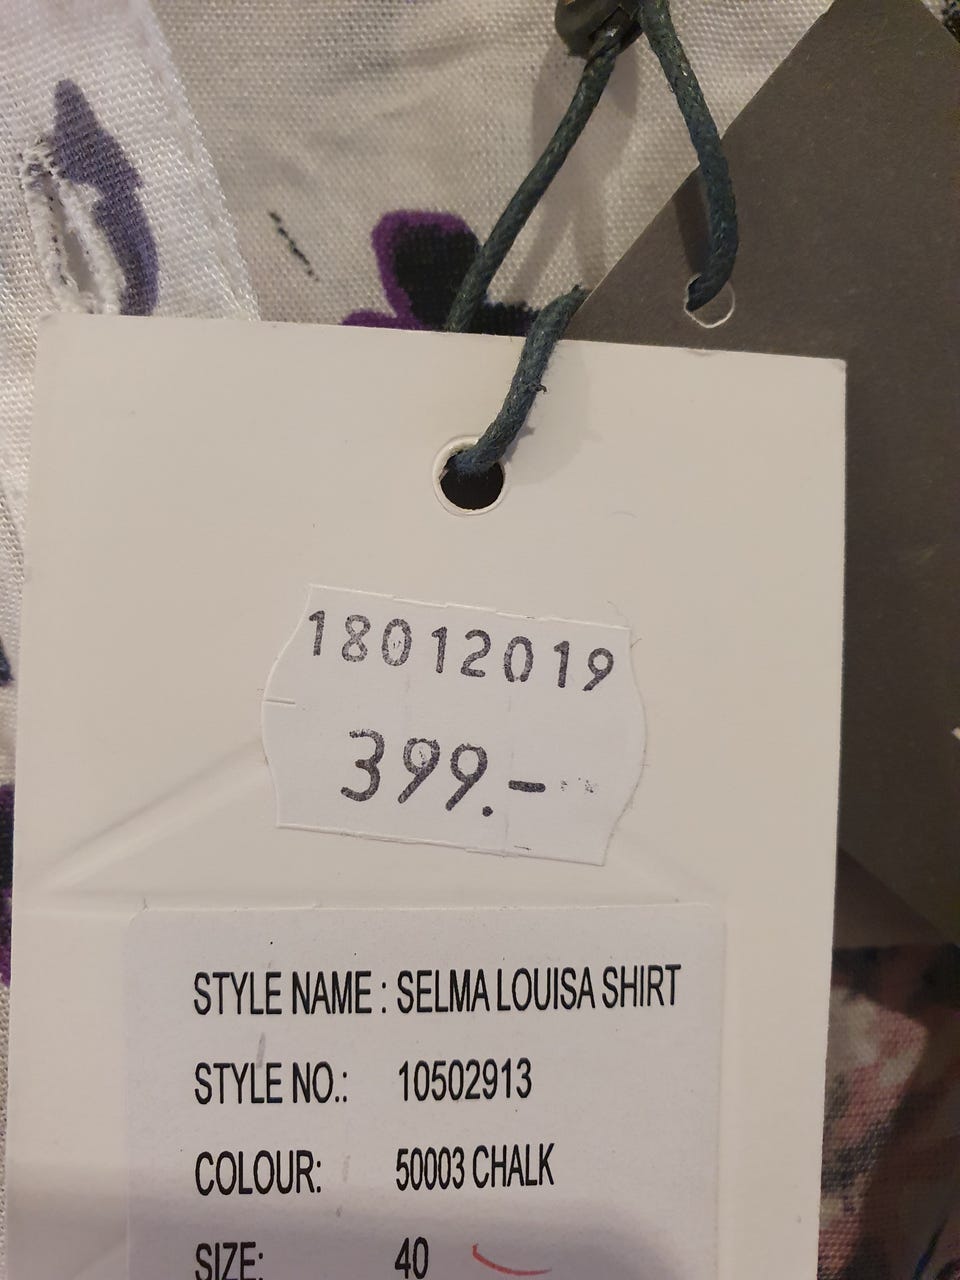 18012019
399.-
STYLE NAME : SELMA LOUISA SHIRT
STYLE NO.: 10502913
COLOUR: 50003 CHALK
SIZE: 40